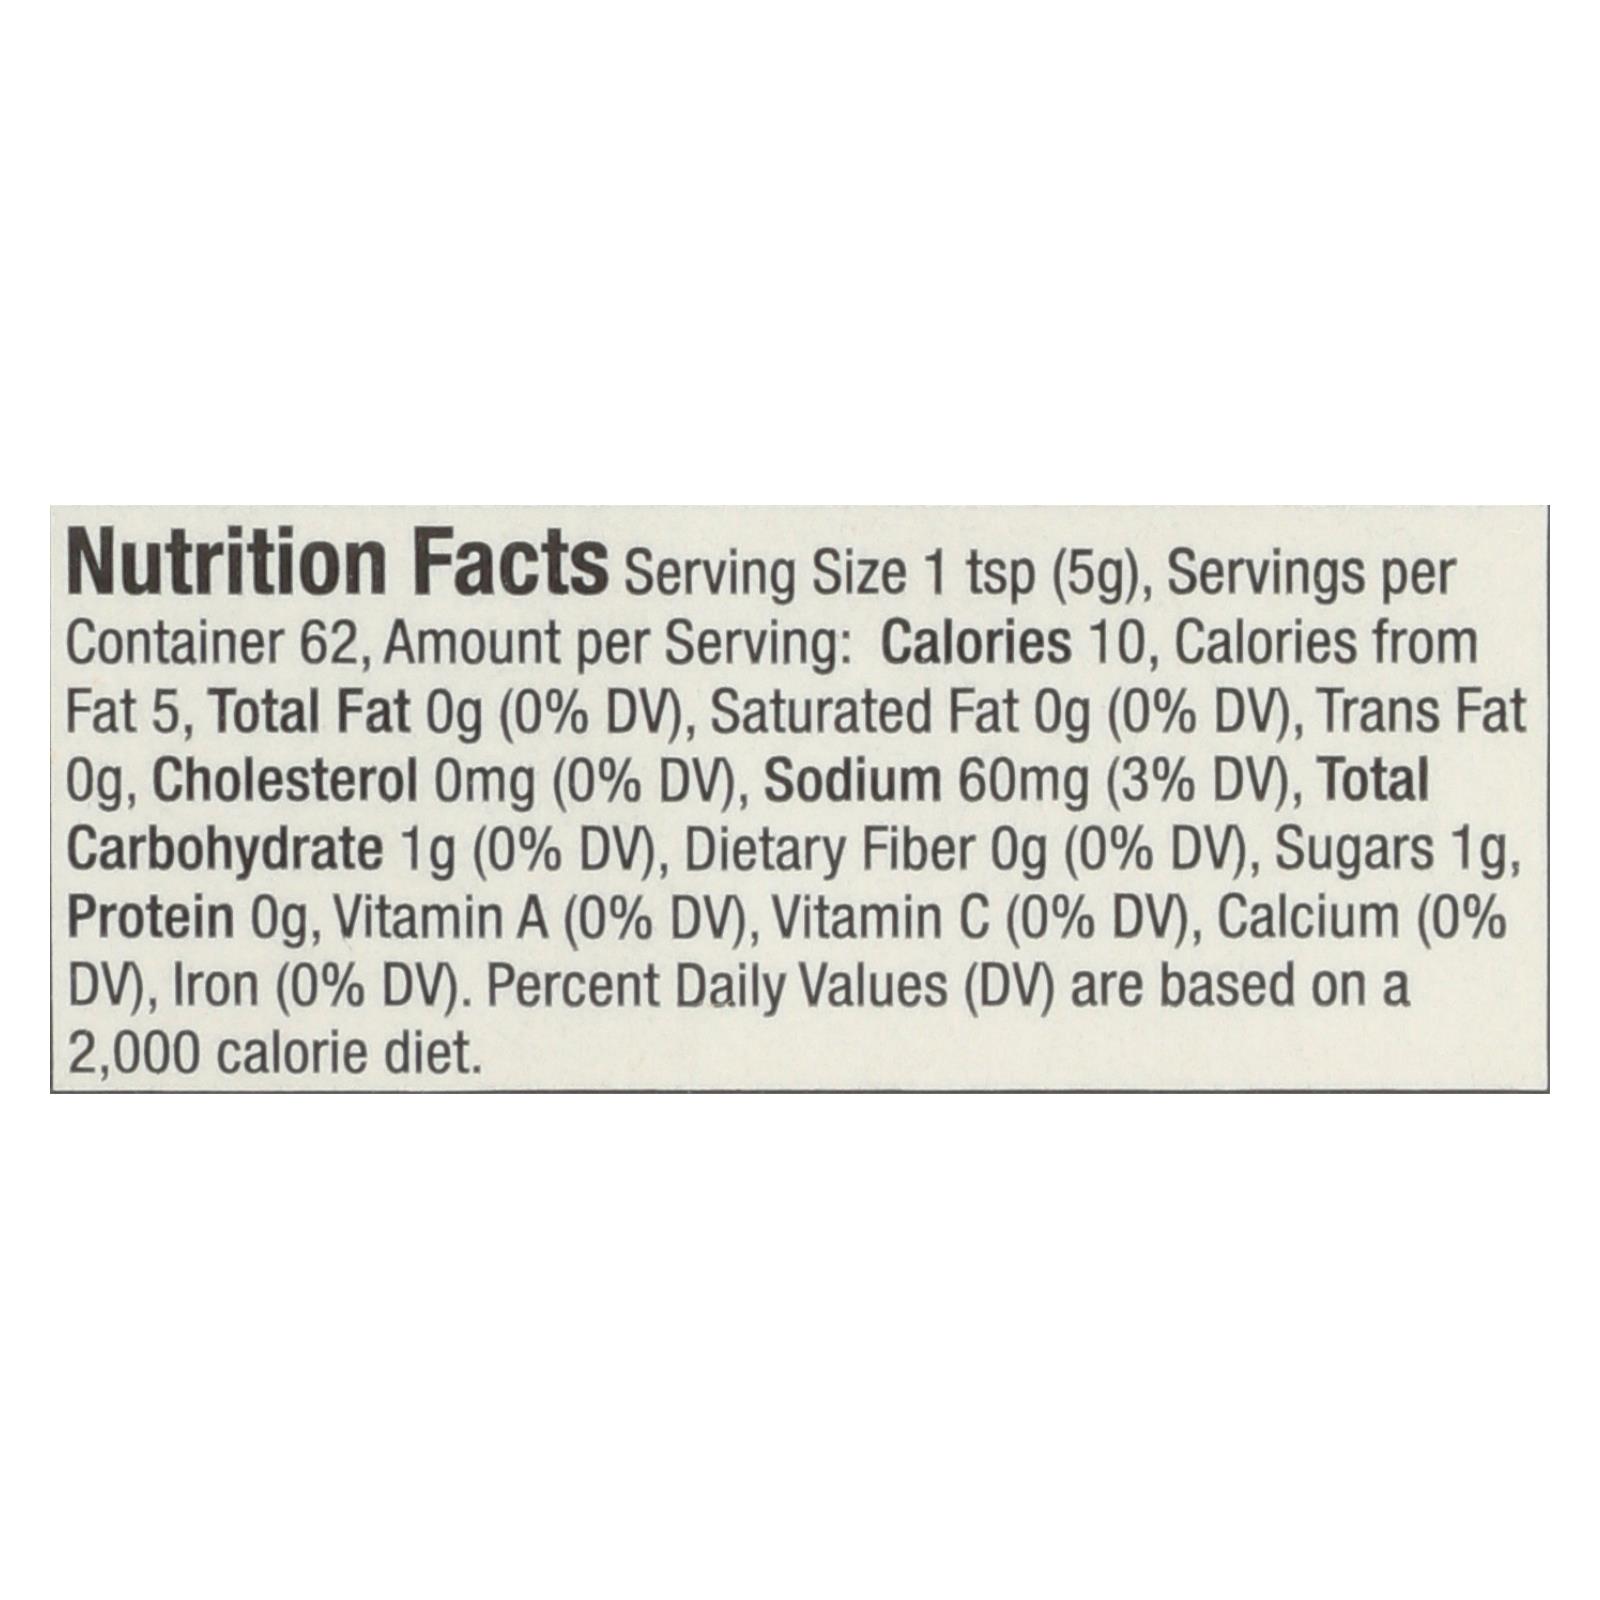 Nutrition Facts Serving Size 1 tsp (5g), Servings per
Container 62, Amount per Serving: Calories 10, Calories from
Fat 5, Total Fat 0g (0% DV), Saturated Fat 0g (0% DV), Trans Fat
0g, Cholesterol 0mg (0% DV), Sodium 60mg (3% DV), Total
Carbohydrate 1g (0% DV), Dietary Fiber 0g (0% DV), Sugars 1g,
Protein 0g, Vitamin A (0% DV), Vitamin C (0% DV), Calcium (0%
DV), Iron (0% DV). Percent Daily Values (DV) are based on a
2,000 calorie diet.